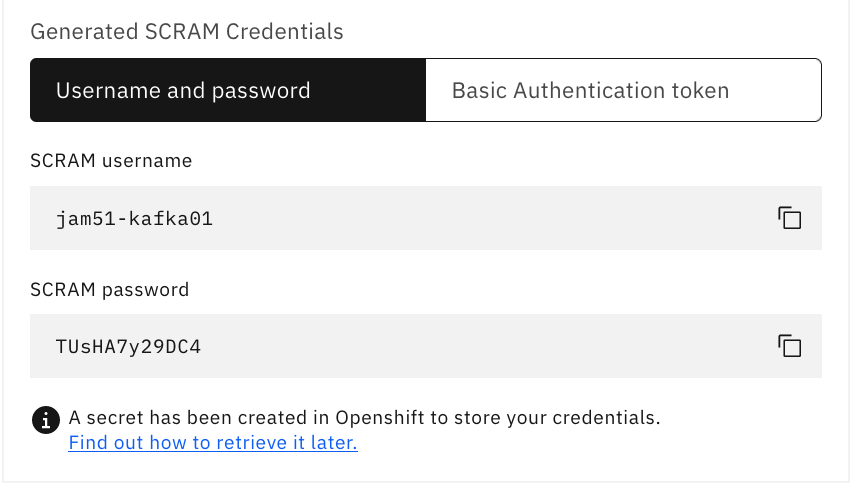 Generated SCRAM Credentials
Username and password
Basic Authentication token
SCRAM username
jam51-kafka01
SCRAM password
TUsHA7y29DC4
A secret has been created in Openshift to store your credentials.
Find out how to retrieve it later.